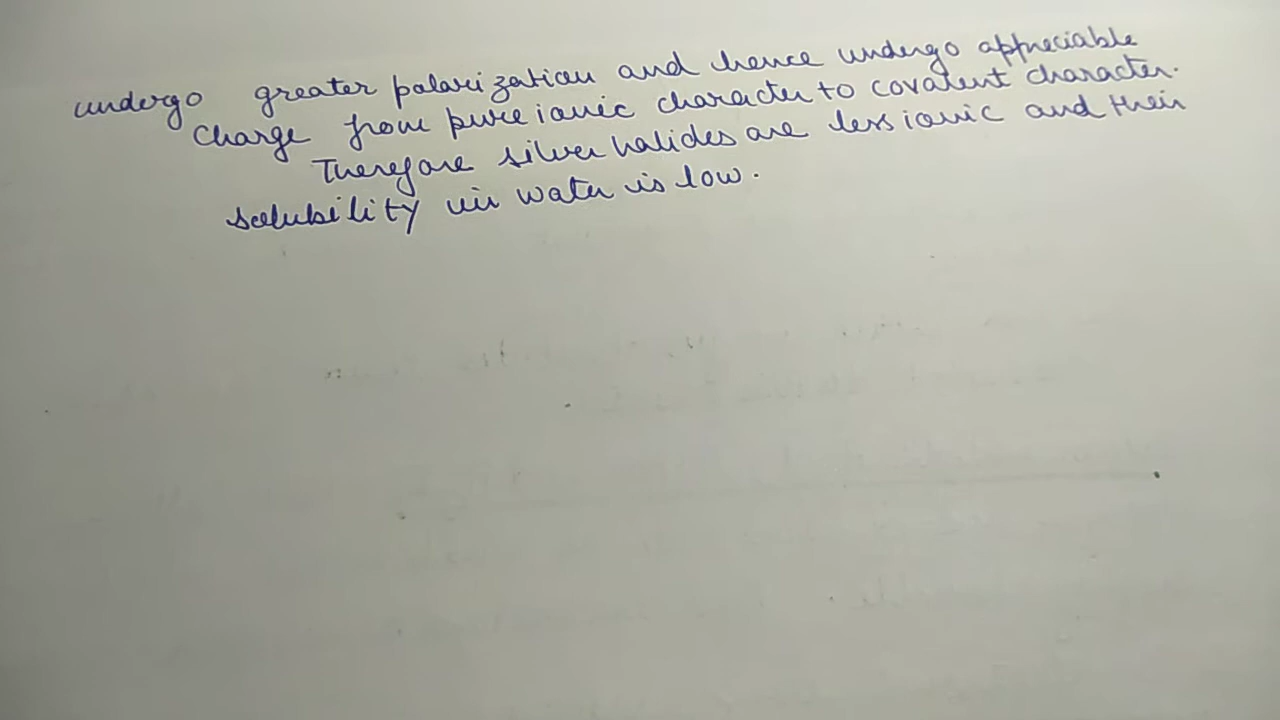 undergo greater polarization and hence undergo appreciable
charge from pure ionic character to covalent character.
Therefore silver halides are less ionic and their
solubility in water is low.